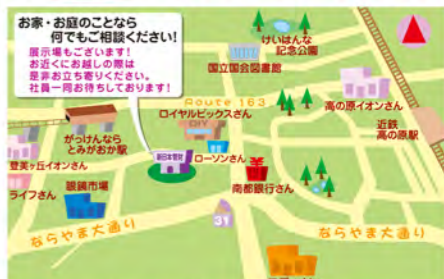 お家・お庭のことなら
何でもご相談ください!
展示場もございます!
お近くにお越しの際は
是非お立ち寄りください。
社員一同お待ちしております!
けいはんな
記念公園
国立国会図書館
Route 163
高の原イオンさん
ロイヤルピックスさん
DIY
近鉄
高の原駅
がっけんなら
とみがおか駅
登美ヶ丘イオンさん
ローソンさん
ライフさん
眼鏡市場
南都銀行さん
31
ならやま大通り
ならやま大通り